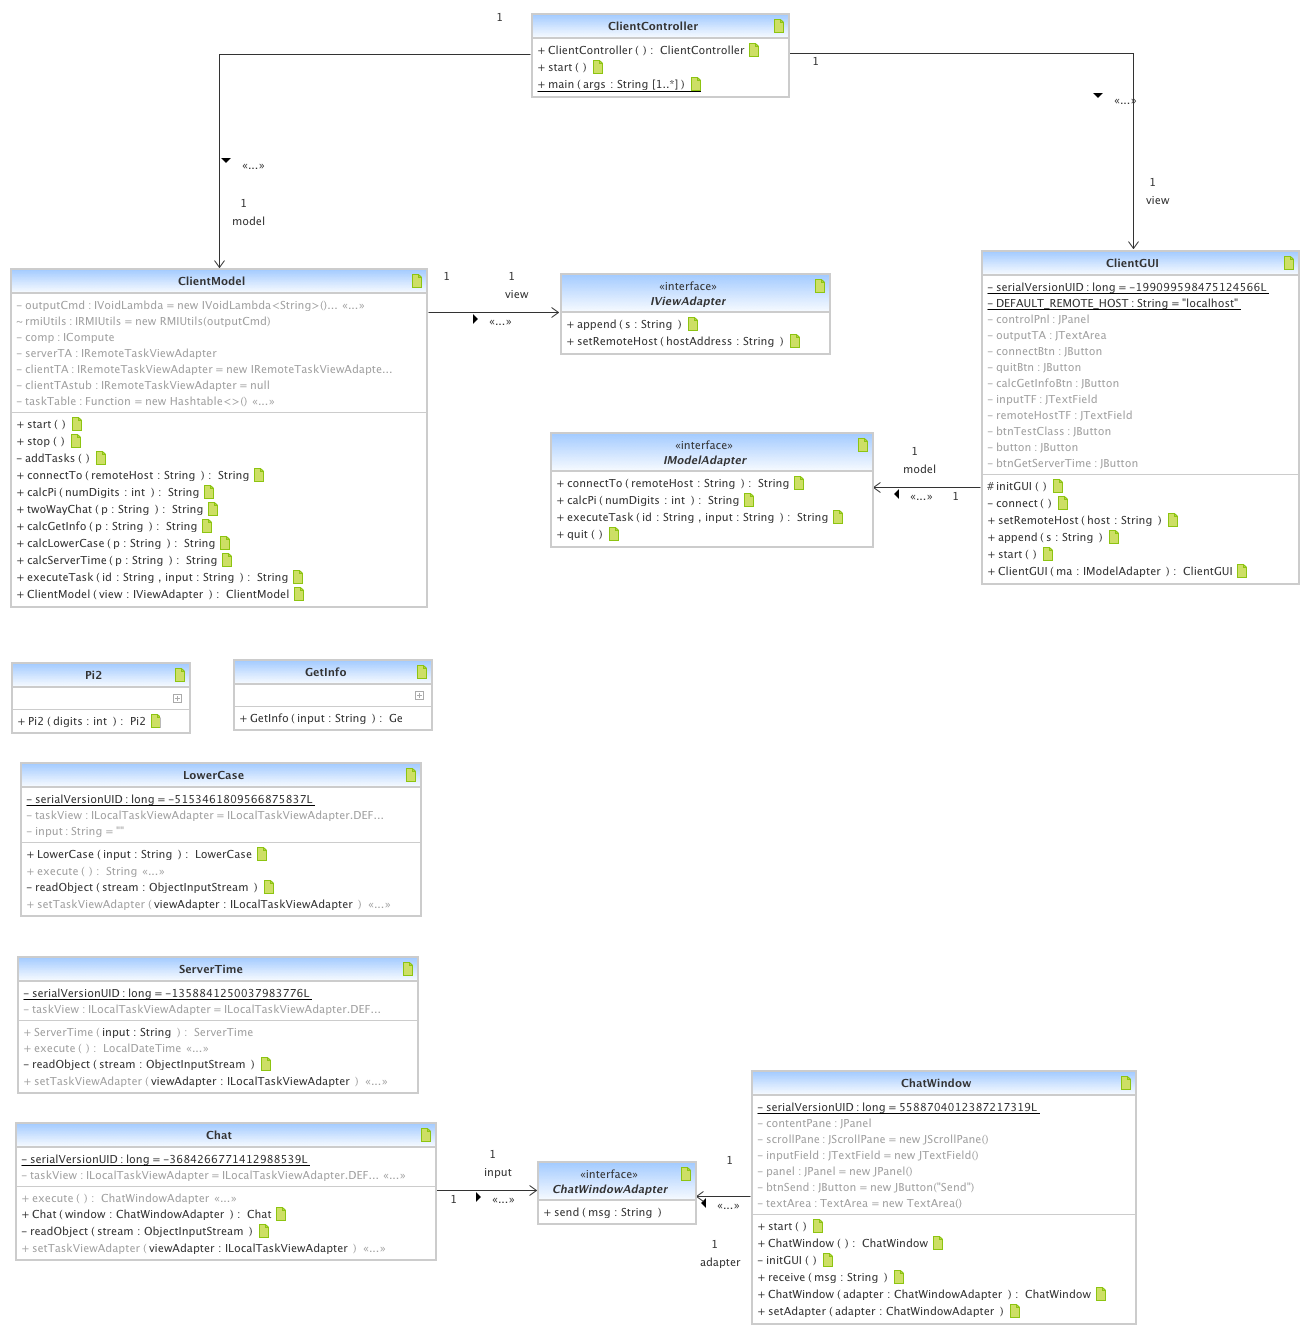 1
ClientController
+ ClientController ( ) : ClientController
+ start ( )
+ main ( args : String [1..*] )
1
«...»
1
model
«...»
1
view
ClientModel
– outputCmd : IVoidLambda = new IVoidLambda<String>()... «...»
~ rmiUtils : IRMIUtils = new RMIUtils(outputCmd)
– comp : ICompute
– serverTA : IRemoteTaskViewAdapter
– clientTA : IRemoteTaskViewAdapter = new IRemoteTaskViewAdapte...
– clientTAstub : IRemoteTaskViewAdapter = null
– taskTable : Function = new Hashtable<>() «...»
+ start ( )
+ stop ( )
– addTasks ( )
+ connectTo ( remoteHost : String ) : String
+ calcPi ( numDigits : int ) : String
+ twoWayChat ( p : String ) : String
+ calcGetInfo ( p : String ) : String
+ calcLowerCase ( p : String ) : String
+ calcServerTime ( p : String ) : String
+ executeTask ( id : String , input : String ) : String
+ ClientModel ( view : IViewAdapter ) : ClientModel
1
1
view
«...»
«interface»
IViewAdapter
+ append ( s : String )
+ setRemoteHost ( hostAddress : String )
«interface»
IModelAdapter
+ connectTo ( remoteHost : String ) : String
+ calcPi ( numDigits : int ) : String
+ executeTask ( id : String , input : String ) : String
+ quit ( )
1
model
«...»
1
ClientGUI
– serialVersionUID : long = –199099598475124566L
– DEFAULT_REMOTE_HOST : String = "localhost"
– controlPnl : JPanel
– outputTA : JTextArea
– connectBtn : JButton
– quitBtn : JButton
– calcGetInfoBtn : JButton
– inputTF : JTextField
– remoteHostTF : JTextField
– btnTestClass : JButton
– button : JButton
– btnGetServerTime : JButton
# initGUI ( )
– connect ( )
+ setRemoteHost ( host : String )
+ append ( s : String )
+ start ( )
+ ClientGUI ( ma : IModelAdapter ) : ClientGUI
Pi2
+ Pi2 ( digits : int ) : Pi2
GetInfo
+ GetInfo ( input : String ) : Ge
LowerCase
– serialVersionUID : long = –5153461809566875837L
– taskView : ILocalTaskViewAdapter = ILocalTaskViewAdapter.DEF...
– input : String = ""
+ LowerCase ( input : String ) : LowerCase
+ execute ( ) : String «...»
– readObject ( stream : ObjectInputStream )
+ setTaskViewAdapter ( viewAdapter : ILocalTaskViewAdapter ) «...»
ServerTime
– serialVersionUID : long = –1358841250037983776L
– taskView : ILocalTaskViewAdapter = ILocalTaskViewAdapter.DEF...
+ ServerTime ( input : String ) : ServerTime
+ execute ( ) : LocalDateTime «...»
– readObject ( stream : ObjectInputStream )
+ setTaskViewAdapter ( viewAdapter : ILocalTaskViewAdapter ) «...»
Chat
– serialVersionUID : long = –3684266771412988539L
– taskView : ILocalTaskViewAdapter = ILocalTaskViewAdapter.DEF... «...»
+ execute ( ) : ChatWindowAdapter «...»
+ Chat ( window : ChatWindowAdapter ) : Chat
– readObject ( stream : ObjectInputStream )
+ setTaskViewAdapter ( viewAdapter : ILocalTaskViewAdapter ) «...»
1
input
1
«...»
«interface»
ChatWindowAdapter
+ send ( msg : String )
1
«...»
1
adapter
ChatWindow
– serialVersionUID : long = 5588704012387217319L
– contentPane : JPanel
– scrollPane : JScrollPane = new JScrollPane()
– inputField : JTextField = new JTextField()
– panel : JPanel = new JPanel()
– btnSend : JButton = new JButton("Send")
– textArea : TextArea = new TextArea()
+ start ( )
+ ChatWindow ( ) : ChatWindow
– initGUI ( )
+ receive ( msg : String )
+ ChatWindow ( adapter : ChatWindowAdapter ) : ChatWindow
+ setAdapter ( adapter : ChatWindowAdapter )